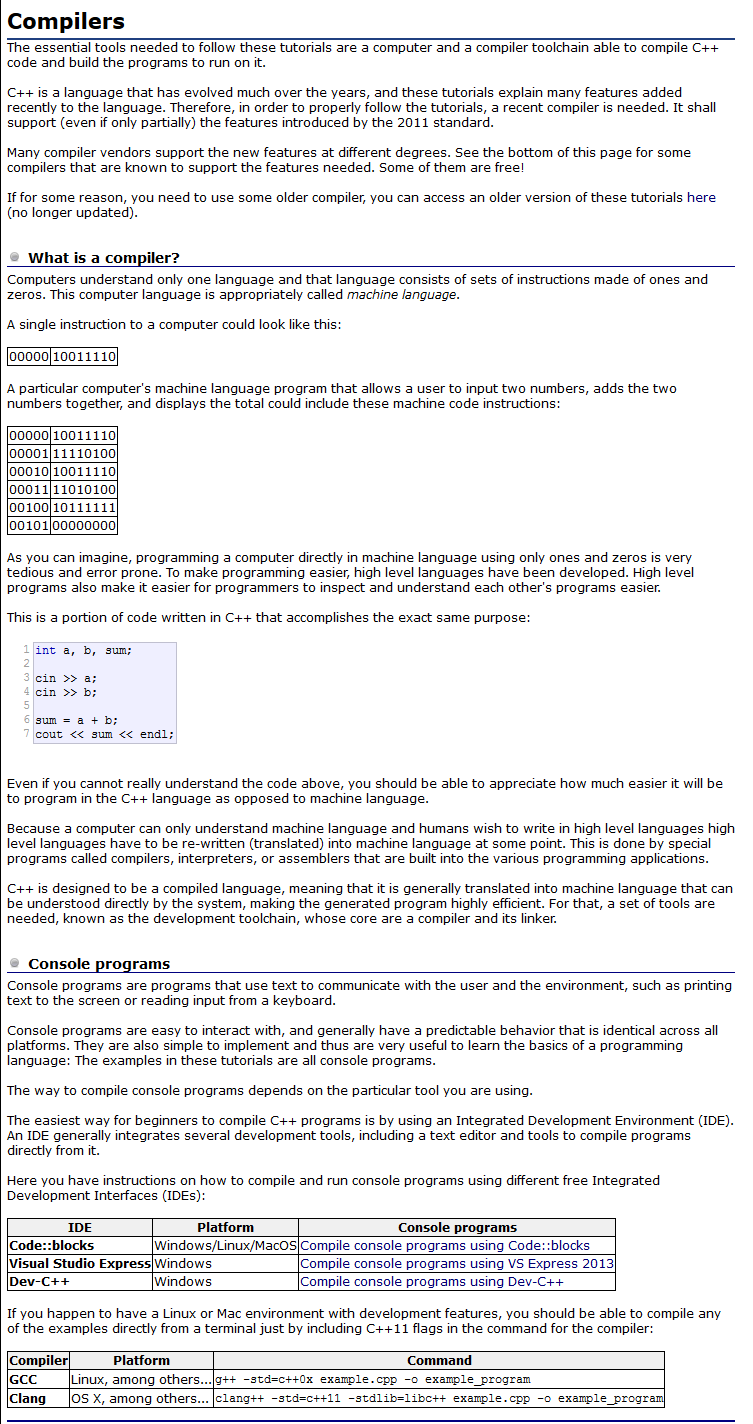 Compilers
The essential tools needed to follow these tutorials are a computer and a compiler toolchain able to compile C++
code and build the programs to run on it.
C++ is a language that has evolved much over the years, and these tutorials explain many features added
recently to the language. Therefore, in order to properly follow the tutorials, a recent compiler is needed. It shall
support (even if only partially) the features introduced by the 2011 standard.
Many compiler vendors support the new features at different degrees. See the bottom of this page for some
compilers that are known to support the features needed. Some of them are free!
If for some reason, you need to use some older compiler, you can access an older version of these tutorials here
(no longer updated).
What is a compiler?
Computers understand only one language and that language consists of sets of instructions made of ones and
zeros. This computer language is appropriately called machine language.
A single instruction to a computer could look like this:
00000 10011110
A particular computer's machine language program that allows a user to input two numbers, adds the two
numbers together, and displays the total could include these machine code instructions:
00000 10011110
00001 11110100
00010 10011110
00011 11010100
00100 10111111
00101 00000000
As you can imagine, programming a computer directly in machine language using only ones and zeros is very
tedious and error prone. To make programming easier, high level languages have been developed. High level
programs also make it easier for programmers to inspect and understand each other's programs easier.
This is a portion of code written in C++ that accomplishes the exact same purpose:
1 int a, b, sum;
2
3 cin >> a;
4 cin >> b;
5
6 sum = a + b;
7 cout << sum << endl;
Even if you cannot really understand the code above, you should be able to appreciate how much easier it will be
to program in the C++ language as opposed to machine language.
Because a computer can only understand machine language and humans wish to write in high level languages high
level languages have to be re-written (translated) into machine language at some point. This is done by special
programs called compilers, interpreters, or assemblers that are built into the various programming applications.
C++ is designed to be a compiled language, meaning that it is generally translated into machine language that can
be understood directly by the system, making the generated program highly efficient. For that, a set of tools are
needed, known as the development toolchain, whose core are a compiler and its linker.
Console programs
Console programs are programs that use text to communicate with the user and the environment, such as printing
text to the screen or reading input from a keyboard.
Console programs are easy to interact with, and generally have a predictable behavior that is identical across all
platforms. They are also simple to implement and thus are very useful to learn the basics of a programming
language: The examples in these tutorials are all console programs.
The way to compile console programs depends on the particular tool you are using.
The easiest way for beginners to compile C++ programs is by using an Integrated Development Environment (IDE).
An IDE generally integrates several development tools, including a text editor and tools to compile programs
directly from it.
Here you have instructions on how to compile and run console programs using different free Integrated
Development Interfaces (IDEs):
IDE Platform Console programs
Code::blocks Windows/Linux/MacOS Compile console programs using Code::blocks
Visual Studio Express Windows Compile console programs using VS Express 2013
Dev-C++ Windows Compile console programs using Dev-C++
If you happen to have a Linux or Mac environment with development features, you should be able to compile any
of the examples directly from a terminal just by including C++11 flags in the command for the compiler:
Compiler Platform Command
GCC Linux, among others... g++ -std=c++0x example.cpp -o example_program
Clang OS X, among others... clang++ -std=c++11 -stdlib=libc++ example.cpp -o example_program